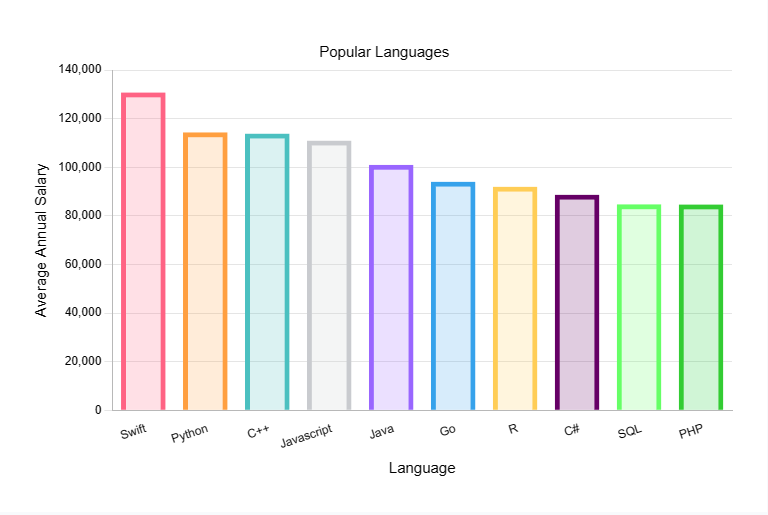 Popular Languages
140,000
120,000
100,000
80,000
60,000
40,000
20,000
0
Average Annual Salary
Swift
Python
C++
Javascript
Java
Go
R
C#
SQL
PHP
Language